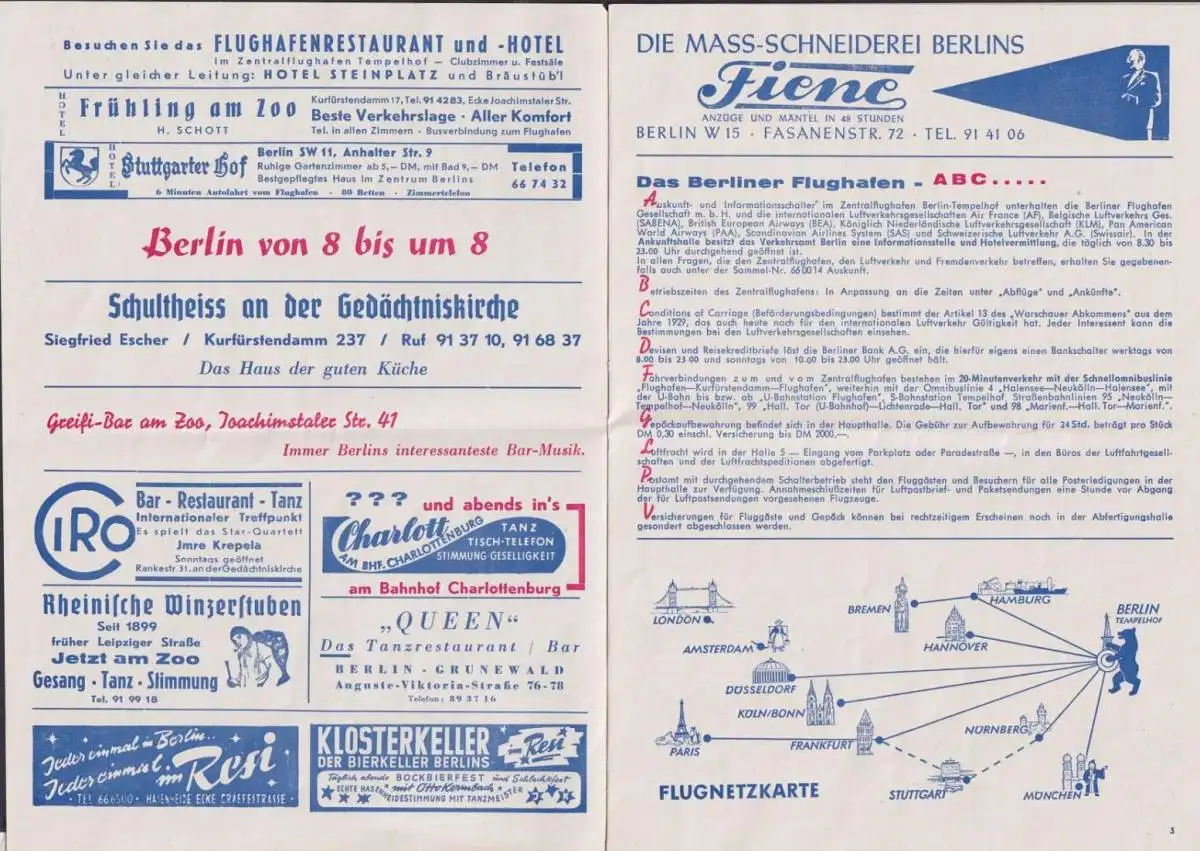 Besuchen Sie das FLUGHAFENRESTAURANT und -HOTEL
Im Zentralflughafen Tempelhof — Clubzimmer u. Festsäle
Unter gleicher Leitung: HOTEL STEINPLATZ und Bräustüb'l
HOTEL
Frühling am Zoo
H. SCHOTT
Kurfürstendamm 17, Tel. 91 42 83, Ecke Joachimstaler Str.
Beste Verkehrslage · Aller Komfort
Tel. in allen Zimmern · Busverbindung zum Flughafen
HOTEL
Stuttgarter Hof
Berlin SW 11, Anhalter Str. 9
Ruhige Gartenzimmer ab 5,– DM, mit Bad 9,– DM
Bestgepflegtes Haus im Zentrum Berlins
Telefon
66 74 32
6 Minuten Autofahrt vom Flughafen · 80 Betten · Zimmertelefon
Berlin von 8 bis um 8
Schultheiss an der Gedächtniskirche
Siegfried Escher / Kurfürstendamm 237 / Ruf 91 37 10, 91 68 37
Das Haus der guten Küche
Greifi-Bar am Zoo, Joachimstaler Str. 41
Immer Berlins interessanteste Bar-Musik.
CIRO
Bar - Restaurant - Tanz
Internationaler Treffpunkt
Es spielt das Star-Quartett
Jmre Krepela
Sonntags geöffnet
Rankestr. 31, an der Gedächtniskirche
??? und abends in's
Charlott
AM BHF. CHARLOTTENBURG
TANZ
TISCH-TELEFON
STIMMUNG GESELLIGKEIT
am Bahnhof Charlottenburg
Rheinische Winzerstuben
Seit 1899
früher Leipziger Straße
Jetzt am Zoo
Gesang · Tanz · Stimmung
Tel. 91 99 18
„QUEEN“
Das Tanzrestaurant / Bar
BERLIN - GRUNEWALD
Auguste-Viktoria-Straße 76-78
Telefon: 89 37 16
Jeder einmal in Berlin..
Jeder einmal im Resi
· TEL 66 6500 · HASENHEIDE ECKE GRAEFESTRASSE ·
KLOSTERKELLER im Resi
DER BIERKELLER BERLINS
Täglich abends BOCKBIERFEST und Schlachtfest
mit Otto Kermbach
ECHTE HASENHEIDESTIMMUNG MIT TANZMEISTER
DIE MASS-SCHNEIDEREI BERLINS
Fiene
ANZÜGE UND MÄNTEL IN 48 STUNDEN
BERLIN W 15 · FASANENSTR. 72 · TEL. 91 41 06
Das Berliner Flughafen - ABC.....
Auskunft- und Informationsschalter im Zentralflughafen Berlin-Tempelhof unterhalten die Berliner Flughafen
Gesellschaft m. b. H. und die internationalen Luftverkehrsgesellschaften Air France (AF), Belgische Luftverkehrs Ges.
(SABENA), British European Airways (BEA), Königlich Niederländische Luftverkehrsgesellschaft (KLM), Pan American
World Airways (PAA), Scandinavian Airlines System (SAS) und Schweizerische Luftverkehr A.G. (Swissair). In der
Ankunftshalle besitzt das Verkehrsamt Berlin eine Informationsstelle und Hotelvermittlung, die täglich von 8.30 bis
23.00 Uhr durchgehend geöffnet ist.
In allen Fragen, die den Zentralflughafen, den Luftverkehr und Fremdenverkehr betreffen, erhalten Sie gegebenen-
falls auch unter der Sammel-Nr. 66 00 14 Auskunft.
Betriebszeiten des Zentralflughafens: In Anpassung an die Zeiten unter „Abflüge" und „Ankünfte".
Conditions of Carriage (Beförderungsbedingungen) bestimmt der Artikel 13 des „Warschauer Abkommens" aus dem
Jahre 1929, das auch heute noch für den internationalen Luftverkehr Gültigkeit hat. Jeder Interessent kann die
Bestimmungen bei den Luftverkehrsgesellschaften einsehen.
Devisen und Reisekreditbriefe löst die Berliner Bank A.G. ein, die hierfür eigens einen Bankschalter werktags von
8.00 bis 23.00 und sonntags von 10.00 bis 23.00 Uhr geöffnet hält.
Fahrverbindungen zum und vom Zentralflughafen bestehen im 20-Minutenverkehr mit der Schnellomnibuslinie
„Flughafen—Kurfürstendamm—Flughafen", weiterhin mit der Omnibuslinie 4 „Halensee—Neukölln—Halensee", mit
der U-Bahn bis bzw. ab „U-Bahnstation Flughafen", S-Bahnstation Tempelhof, Straßenbahnlinien 95 „Neukölln—
Tempelhof—Neukölln", 99 „Hall. Tor (U-Bahnhof)—Lichtenrade—Hall. Tor" und 98 „Marienf.—Hall. Tor—Marienf.".
Gepäckaufbewahrung befindet sich in der Haupthalle. Die Gebühr zur Aufbewahrung für 24 Std. beträgt pro Stück
DM 0,30 einschl. Versicherung bis DM 2000,—.
Luftfracht wird in der Halle 5 — Eingang vom Parkplatz oder Paradestraße —, in den Büros der Luftfahrtgesell-
schaften und der Luftfrachtspeditionen abgefertigt.
Postamt mit durchgehendem Schalterbetrieb steht den Fluggästen und Besuchern für alle Posterledigungen in der
Haupthalle zur Verfügung. Annahmeschlußzeiten für Luftpostbrief- und Paketsendungen eine Stunde vor Abgang
der für Luftpostsendungen vorgesehenen Flugzeuge.
Versicherungen für Fluggäste und Gepäck können bei rechtzeitigem Erscheinen noch in der Abfertigungshalle
gesondert abgeschlossen werden.
LONDON
BREMEN
HAMBURG
BERLIN
TEMPELHOF
AMSTERDAM
HANNOVER
DÜSSELDORF
KÖLN/BONN
PARIS
FRANKFURT
NÜRNBERG
STUTTGART
MÜNCHEN
FLUGNETZKARTE
3